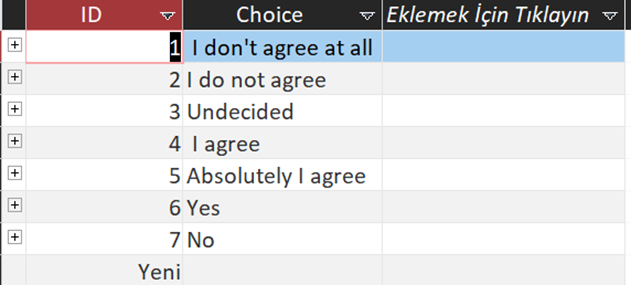 ID Choice Eklemek İçin Tıklayın
1 I don't agree at all
2 I do not agree
3 Undecided
4 I agree
5 Absolutely I agree
6 Yes
7 No
Yeni